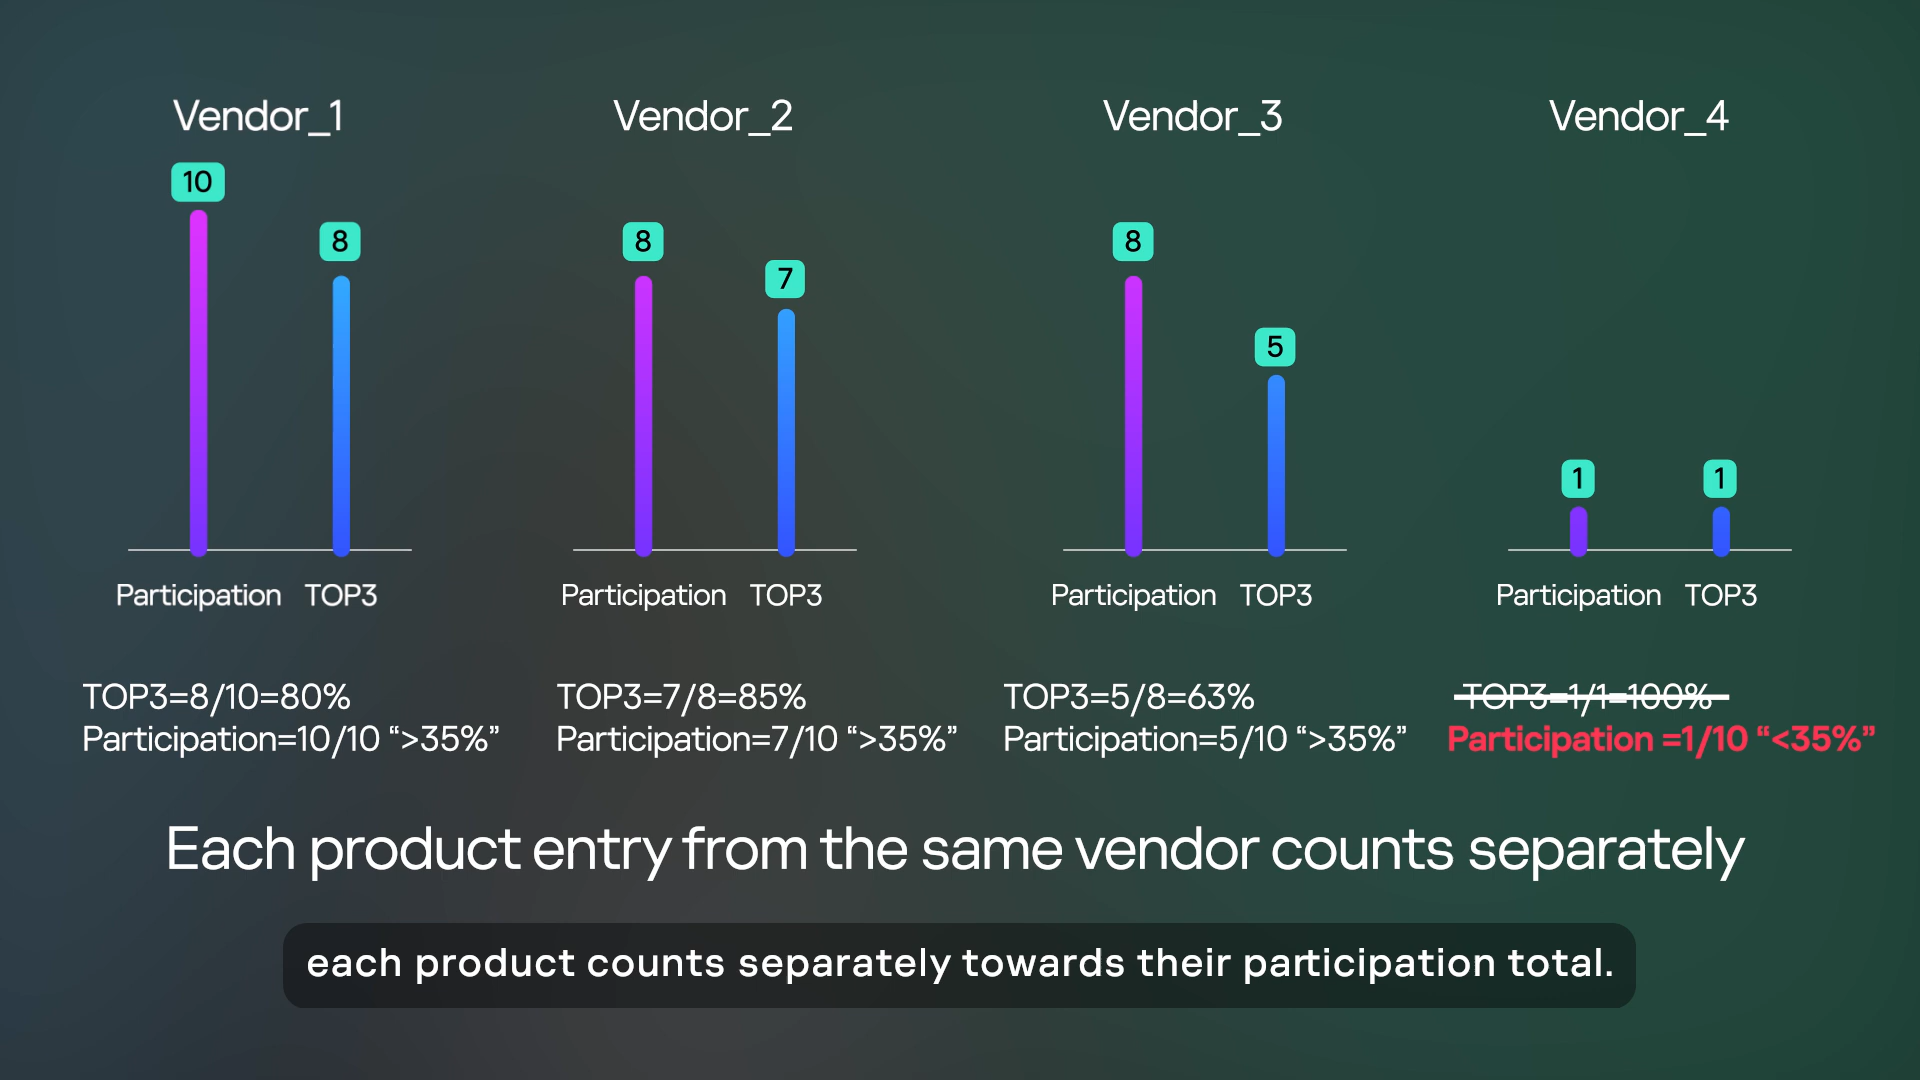 Vendor_1
10
8
Participation TOP3
TOP3=8/10=80%
Participation=10/10 “>35%”
Vendor_2
8
7
Participation TOP3
TOP3=7/8=85%
Participation=7/10 “>35%”
Vendor_3
8
5
Participation TOP3
TOP3=5/8=63%
Participation=5/10 “>35%”
Vendor_4
1
1
Participation TOP3
TOP3=1/1=100%
Participation =1/10 “<35%”
Each product entry from the same vendor counts separately
each product counts separately towards their participation total.